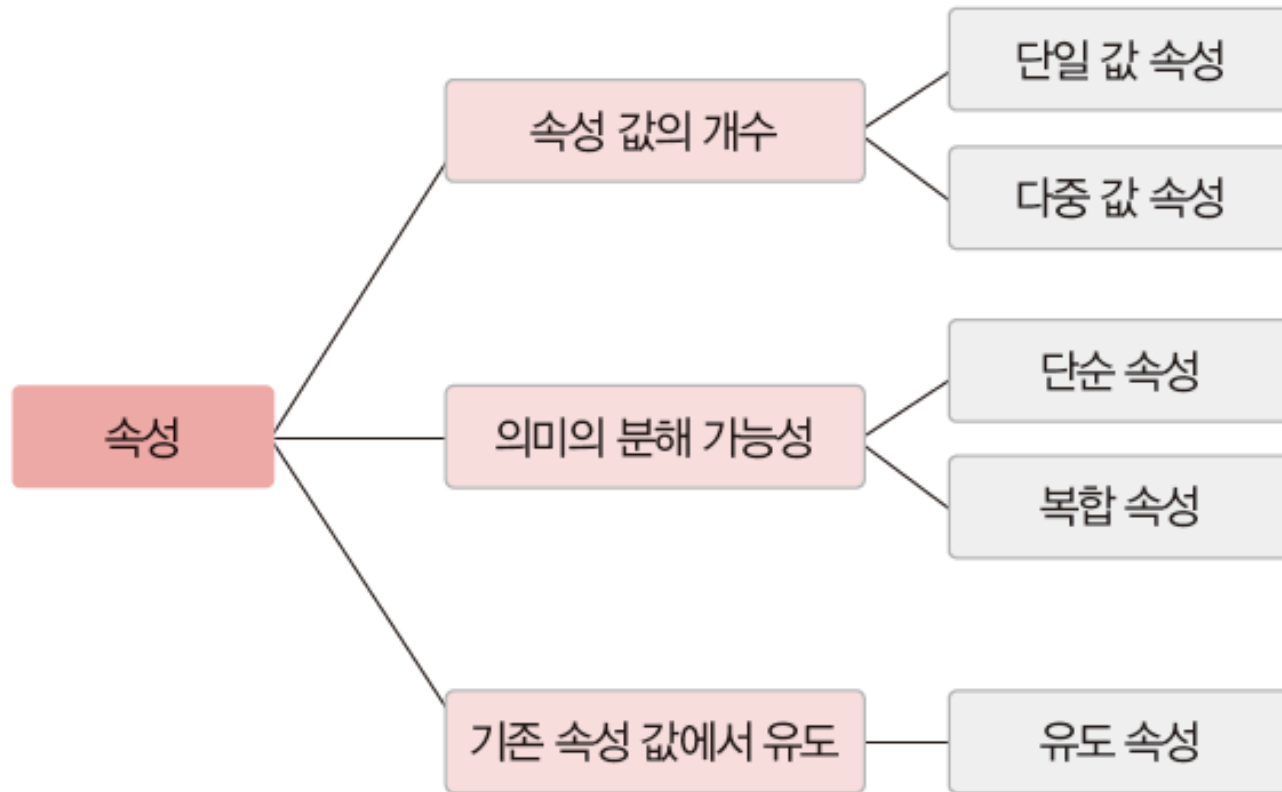 단일 값 속성
속성 값의 개수
다중 값 속성
단순 속성
속성
의미의 분해 가능성
복합 속성
기존 속성 값에서 유도
유도 속성